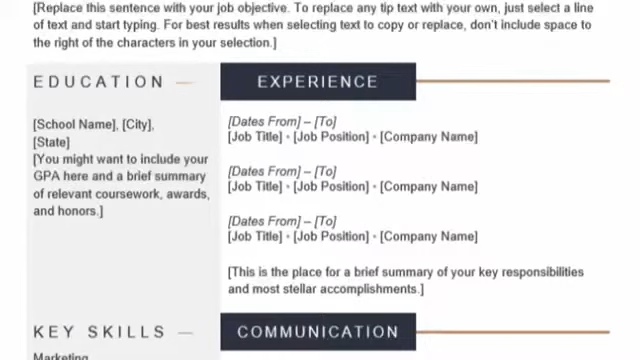 [Replace this sentence with your job objective. To replace any tip text with your own, just select a line
of text and start typing. For best results when selecting text to copy or replace, don't include space to
the right of the characters in your selection.]
EDUCATION
[School Name], [City],
[State]
[You might want to include your
GPA here and a brief summary
of relevant coursework, awards,
and honors.]
EXPERIENCE
[Dates From] – [To]
[Job Title] • [Job Position] • [Company Name]
[Dates From] – [To]
[Job Title] • [Job Position] • [Company Name]
[Dates From] – [To]
[Job Title] • [Job Position] • [Company Name]
[This is the place for a brief summary of your key responsibilities
and most stellar accomplishments.]
KEY SKILLS
Marketing
COMMUNICATION